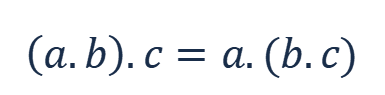 (a. b). c = a. (b. c)